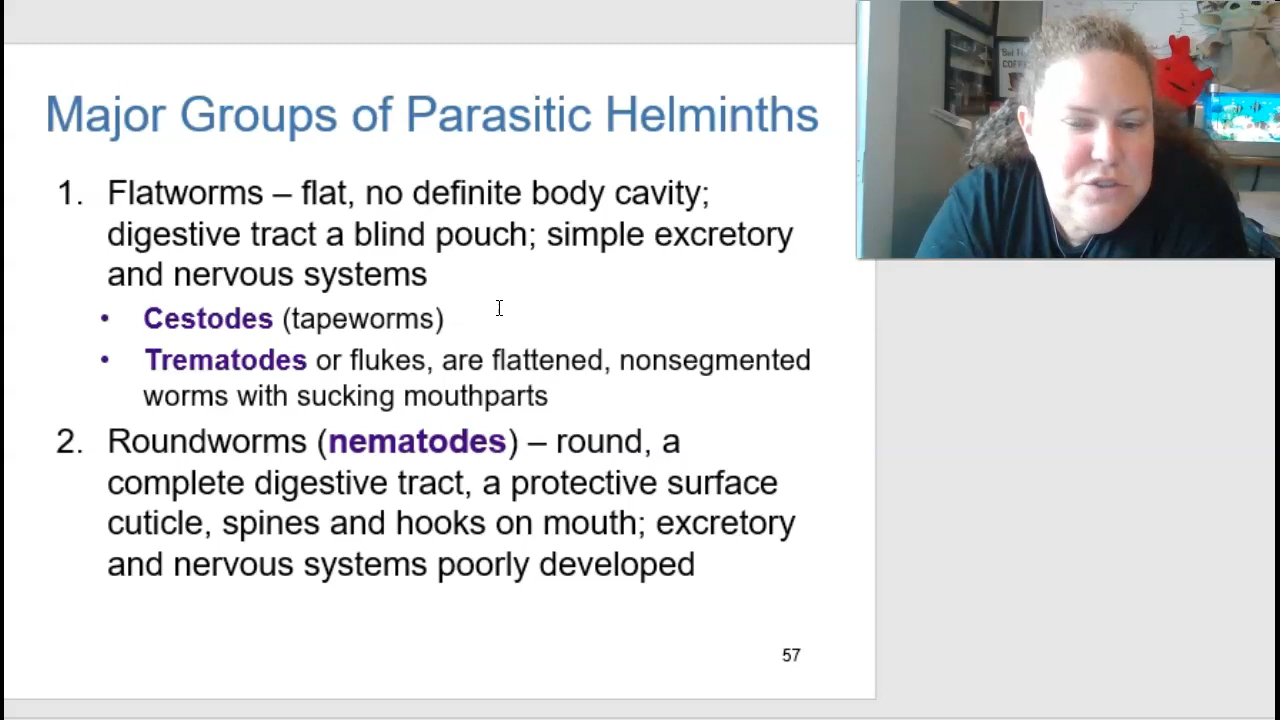 Major Groups of Parasitic Helminths
1. Flatworms – flat, no definite body cavity;
digestive tract a blind pouch; simple excretory
and nervous systems
• Cestodes (tapeworms)
• Trematodes or flukes, are flattened, nonsegmented
worms with sucking mouthparts
2. Roundworms (nematodes) – round, a
complete digestive tract, a protective surface
cuticle, spines and hooks on mouth; excretory
and nervous systems poorly developed
57